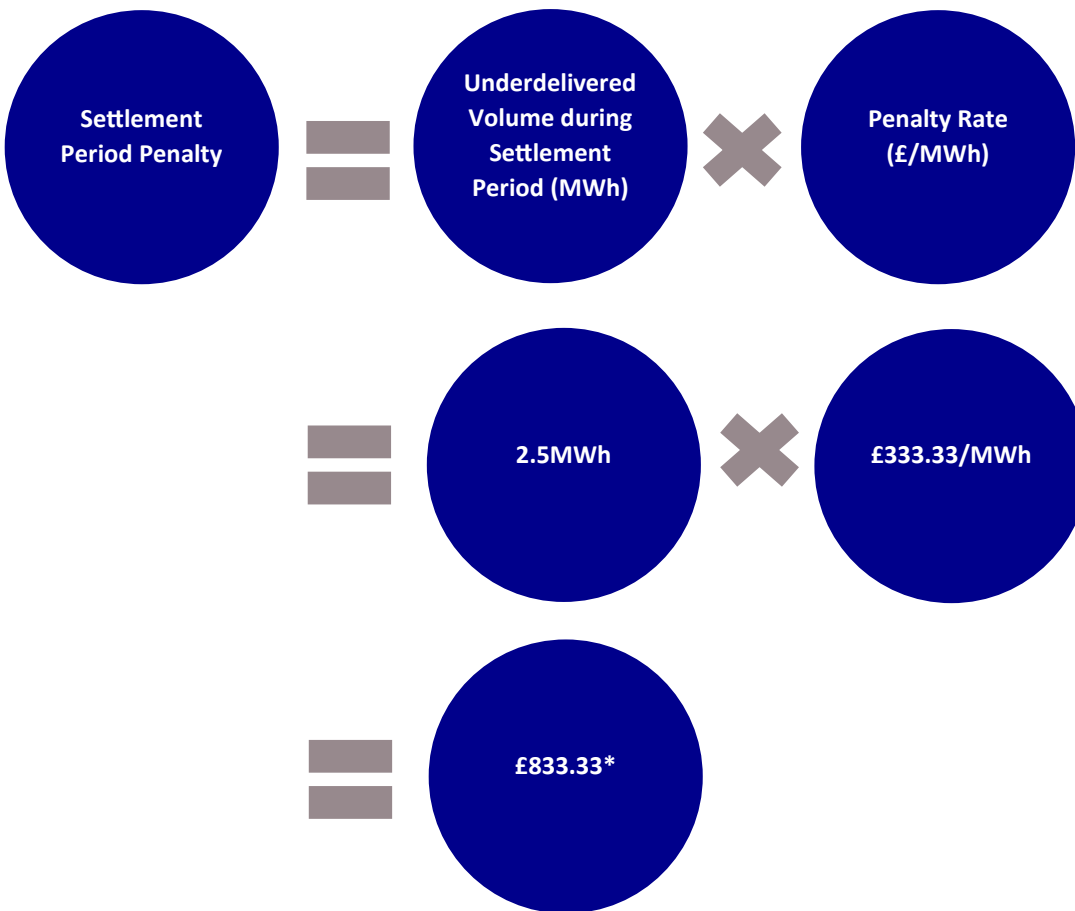 Settlement
Period Penalty
Underdelivered
Volume during
Settlement
Period (MWh)
Penalty Rate
(£/MWh)
2.5MWh
£333.33/MWh
£833.33*